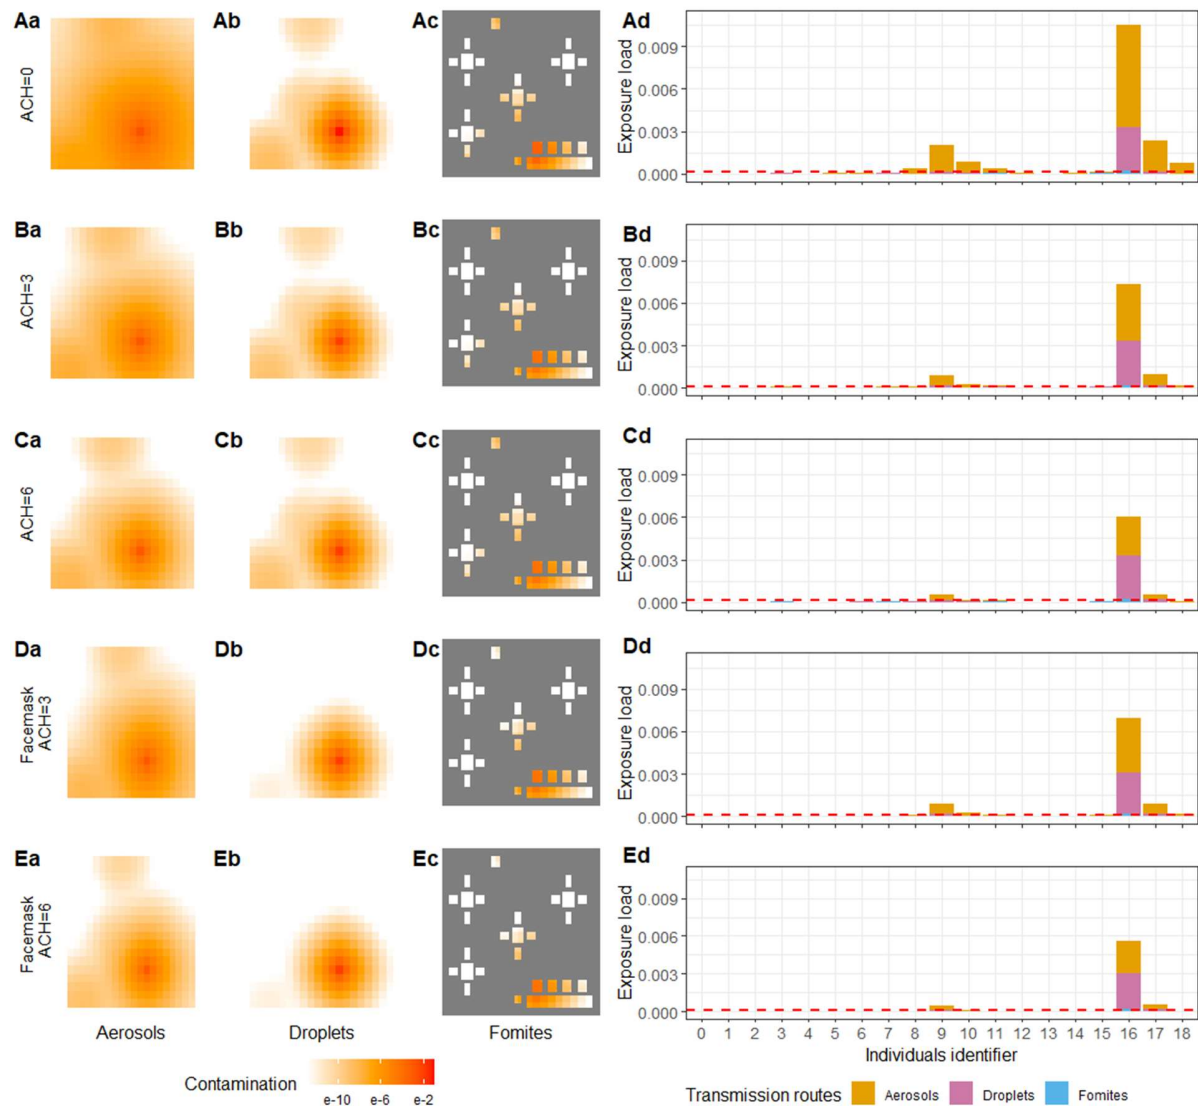 Aa
Ab
Ac
Ad
ACH=0
Exposure load
0.009
0.006
0.003
0.000
Ba
Bb
Bc
Bd
ACH=3
Exposure load
0.009
0.006
0.003
0.000
Ca
Cb
Cc
Cd
ACH=6
Exposure load
0.009
0.006
0.003
0.000
Da
Db
Dc
Dd
Facemask
ACH=3
Exposure load
0.009
0.006
0.003
0.000
Ea
Eb
Ec
Ed
Facemask
ACH=6
Exposure load
0.009
0.006
0.003
0.000
0 1 2 3 4 5 6 7 8 9 10 11 12 13 14 15 16 17 18
Aerosols
Droplets
Fomites
Individuals identifier
Contamination
e-10 e-6 e-2
Transmission routes Aerosols Droplets Fomites